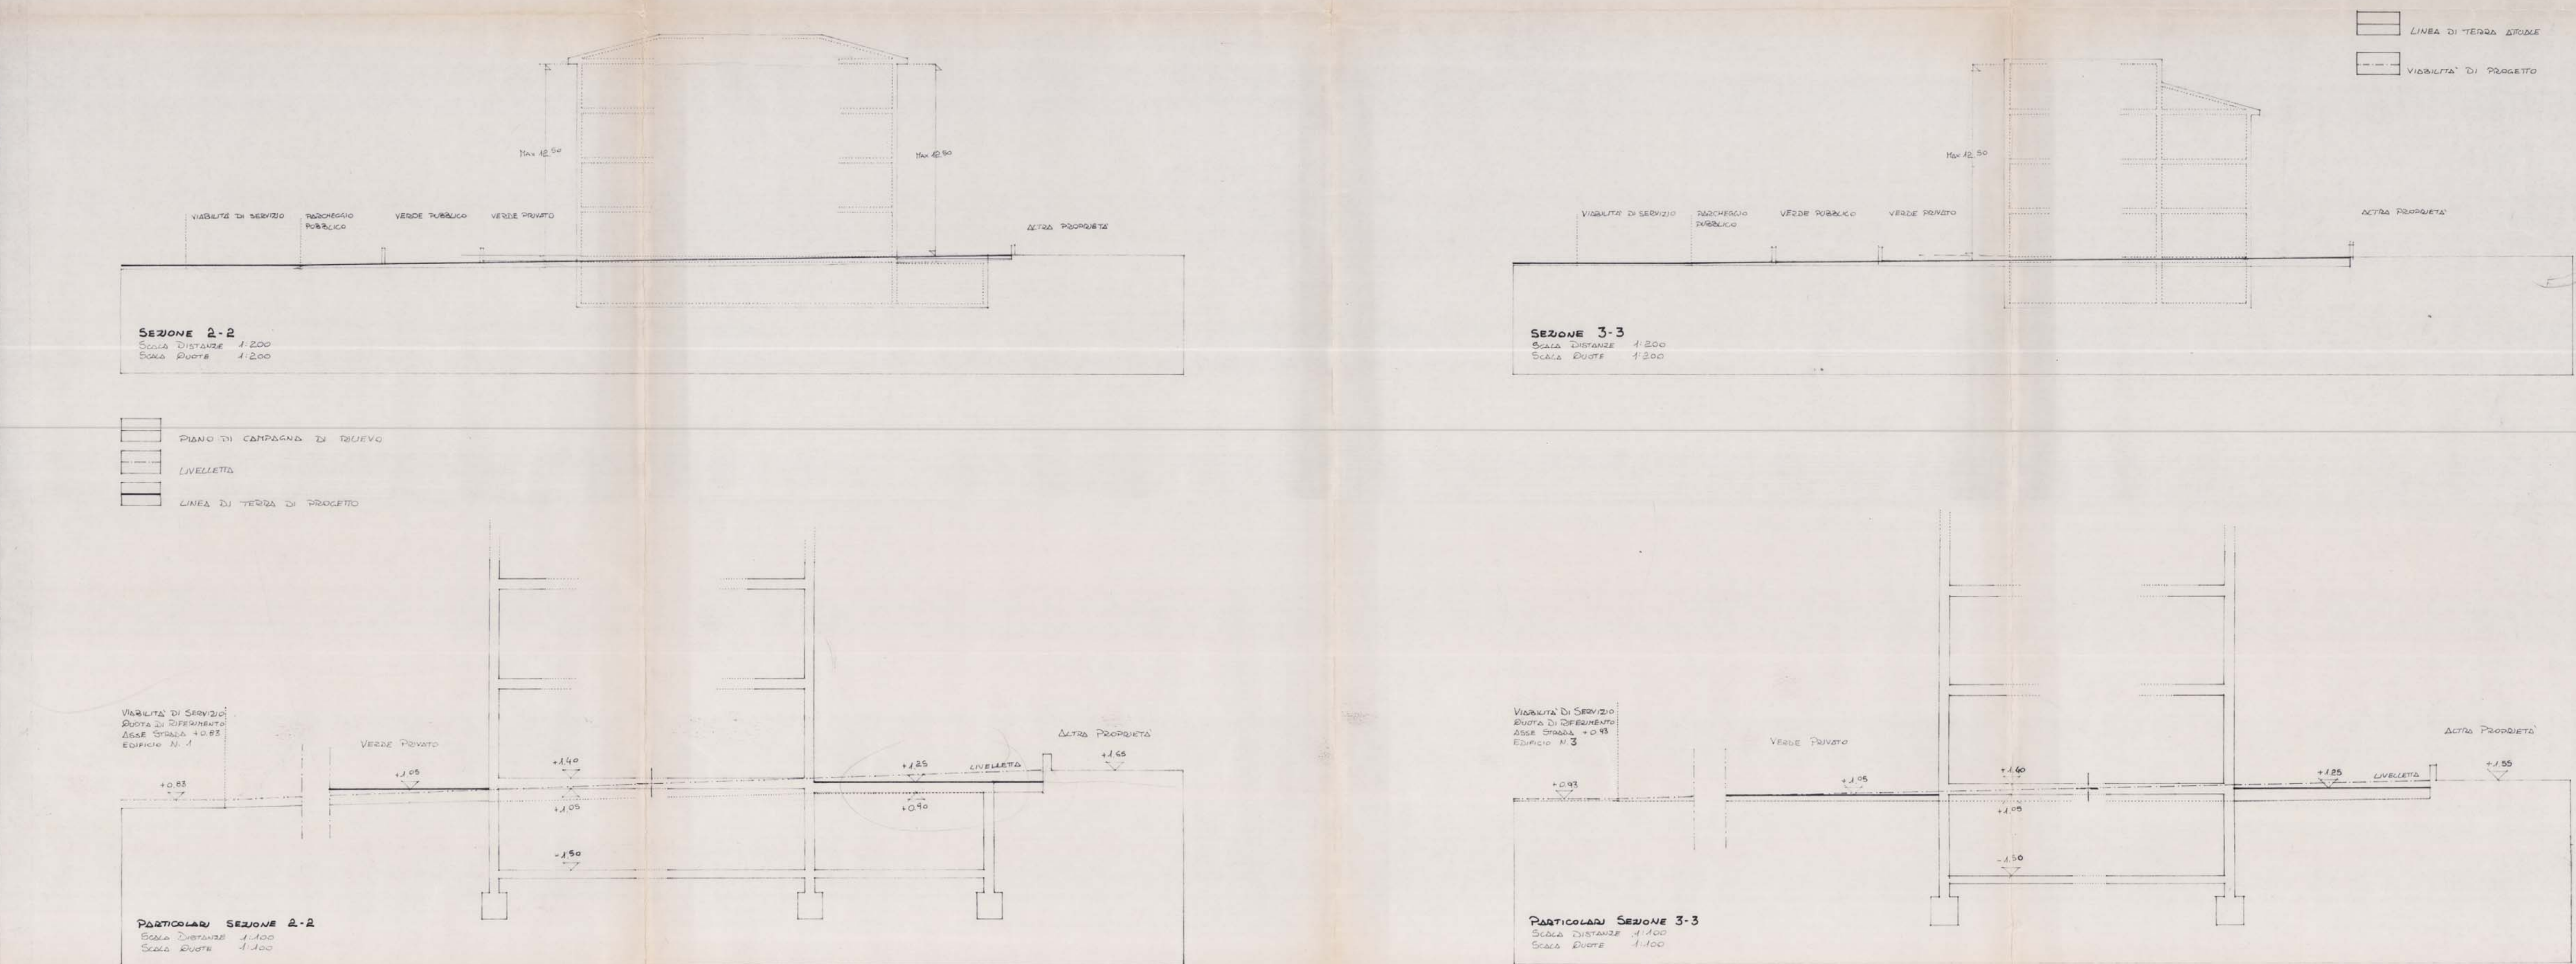 LINEA DI TERRA ATTUALE
VIABILITA' DI PROGETTO
MAX 12.50
MAX 12.50
VIABILITÀ DI SERVIZIO
PARCHEGGIO
PUBBLICO
VERDE PUBBLICO
VERDE PRIVATO
ALTRA PROPRIETÀ
SEZIONE 2-2
SCALA DISTANZE 1:200
SCALA QUOTE 1:200
MAX 12.50
VIABILITÀ DI SERVIZIO
PARCHEGGIO
PUBBLICO
VERDE PUBBLICO
VERDE PRIVATO
ALTRA PROPRIETÀ
SEZIONE 3-3
SCALA DISTANZE 1:200
SCALA QUOTE 1:200
PIANO DI CAMPAGNA DI RILIEVO
LIVELLETTA
LINEA DI TERRA DI PROGETTO
VIABILITA' DI SERVIZIO
QUOTA DI RIFERIMENTO
ASSE STRADA +0.83
EDIFICIO N. 1
+0.83
VERDE PRIVATO
+1.05
+1.40
+1.05
-1.50
+1.25
LIVELLETTA
+0.90
ALTRA PROPRIETÀ
+1.65
PARTICOLARI SEZIONE 2-2
SCALA DISTANZE 1:100
SCALA QUOTE 1:100
VIABILITA' DI SERVIZIO
QUOTA DI RIFERIMENTO
ASSE STRADA +0.93
EDIFICIO N. 3
+0.93
VERDE PRIVATO
+1.05
+1.40
+1.05
-1.50
+1.25
LIVELLETTA
ALTRA PROPRIETÀ
+1.55
PARTICOLARI SEZIONE 3-3
SCALA DISTANZE 1:100
SCALA QUOTE 1:100